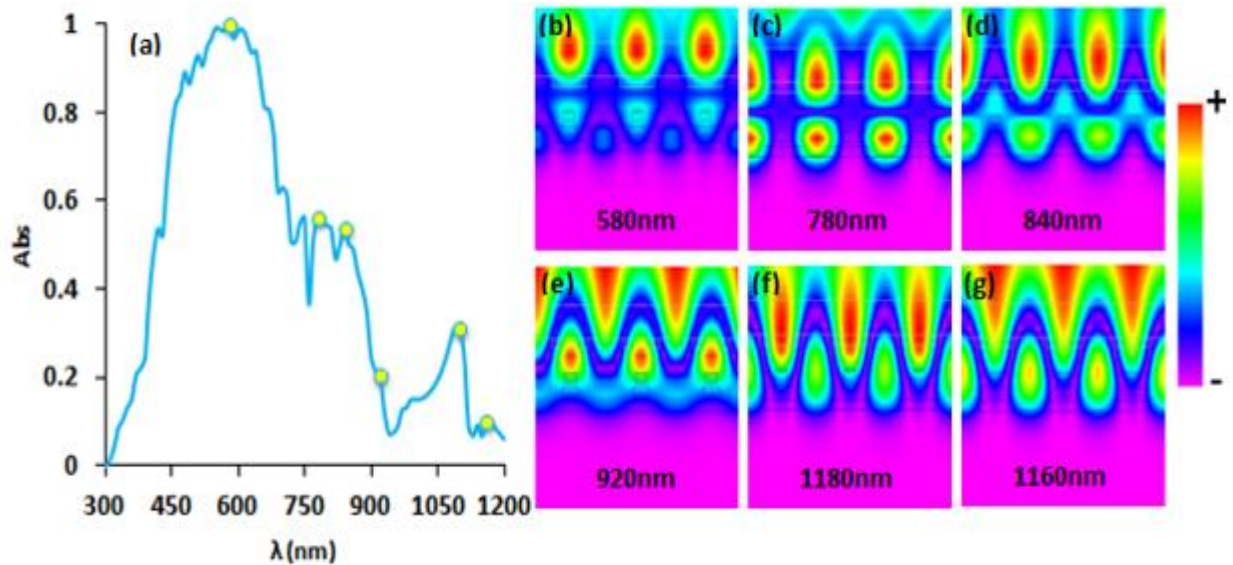 (a)
Abs
1
0.8
0.6
0.4
0.2
0
300 450 600 750 900 1050 1200
λ (nm)
(b) (c) (d)
580nm 780nm 840nm
(e) (f) (g)
920nm 1180nm 1160nm
+
-